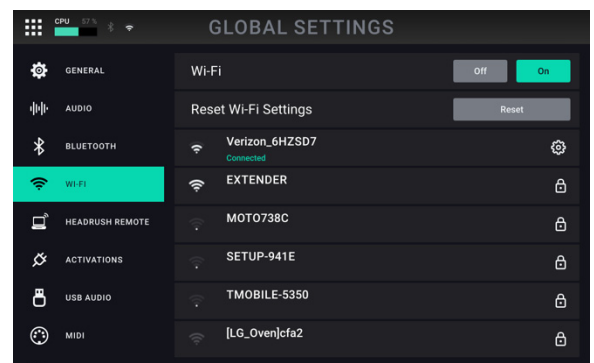 CPU 57 %
GLOBAL SETTINGS
GENERAL
AUDIO
BLUETOOTH
WI-FI
HEADRUSH REMOTE
ACTIVATIONS
USB AUDIO
MIDI
Wi-Fi
Off
On
Reset Wi-Fi Settings
Reset
Verizon_6HZSD7
Connected
EXTENDER
MOTO738C
SETUP-941E
TMOBILE-5350
[LG_Oven]cfa2